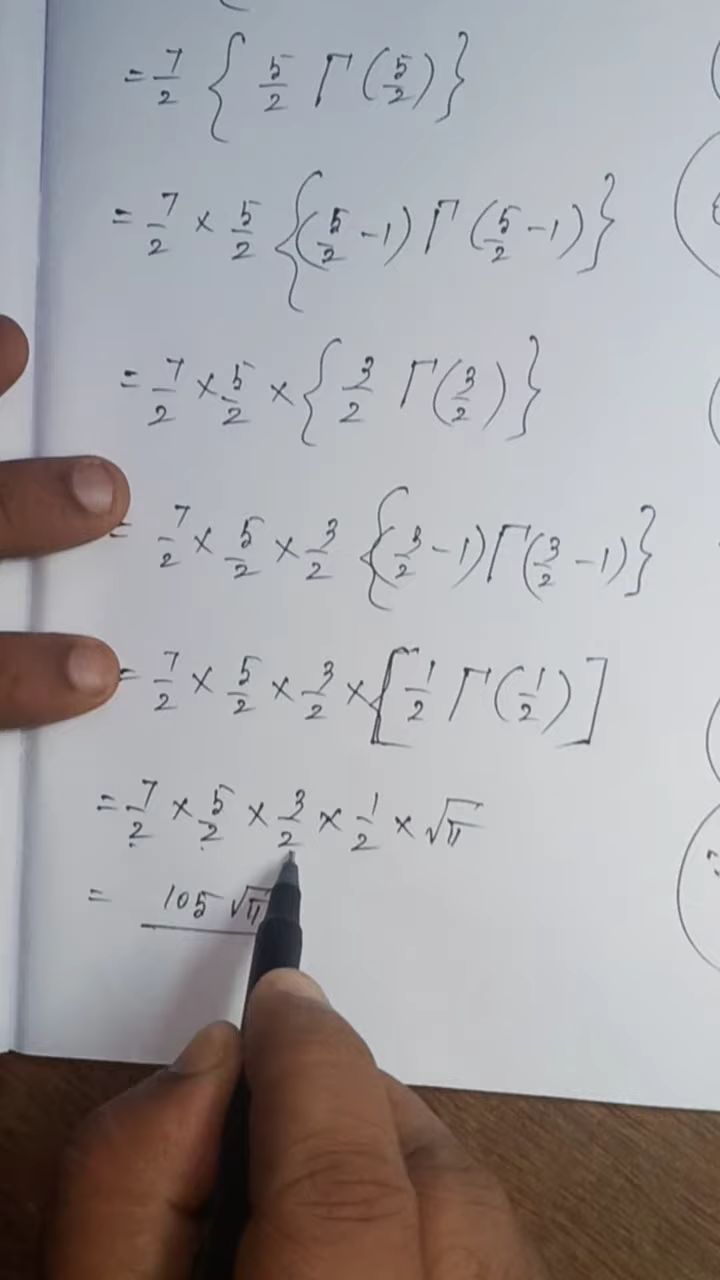 = 7/2 { 5/2 Γ(5/2) }
= 7/2 × 5/2 { (5/2 - 1) Γ (5/2 - 1) }
= 7/2 × 5/2 × { 3/2 Γ(3/2) }
= 7/2 × 5/2 × 3/2 { (3/2 - 1) Γ(3/2 - 1) }
= 7/2 × 5/2 × 3/2 × [ 1/2 Γ(1/2) ]
= 7/2 × 5/2 × 3/2 × 1/2 × √π
= 105 √π